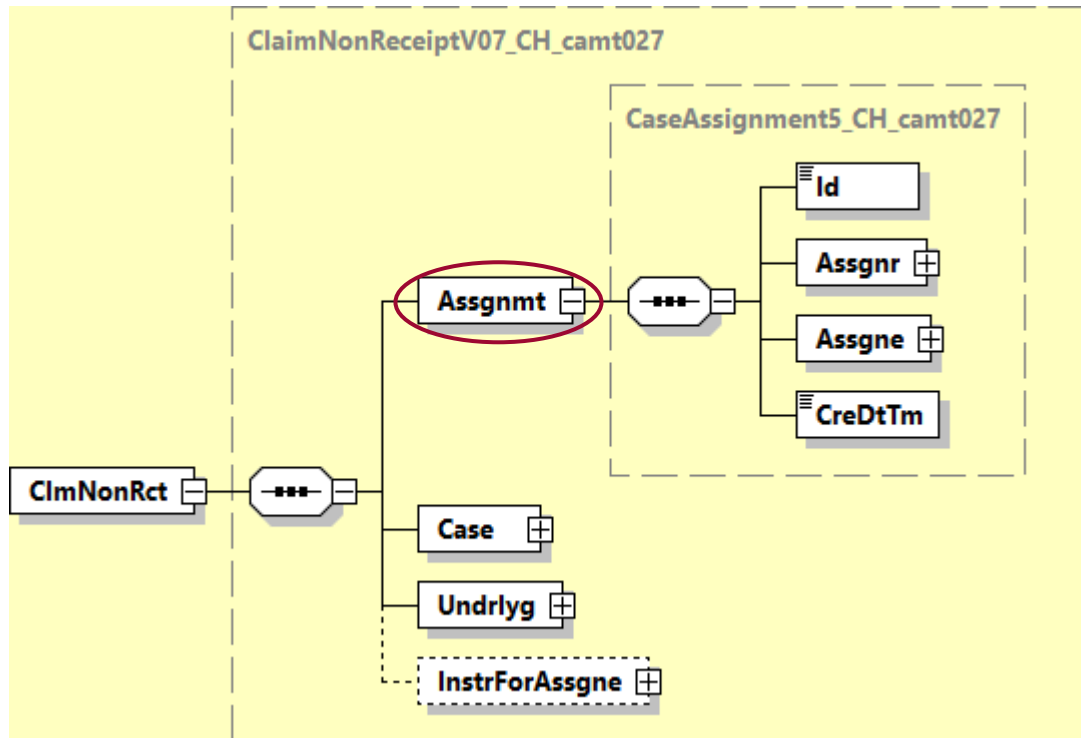 ClaimNonReceiptV07_CH_camt027
CaseAssignment5_CH_camt027
Id
Assgnr
Assgnmt
Assgne
CreDtTm
ClmNonRct
Case
Undrlyg
InstrForAssgne